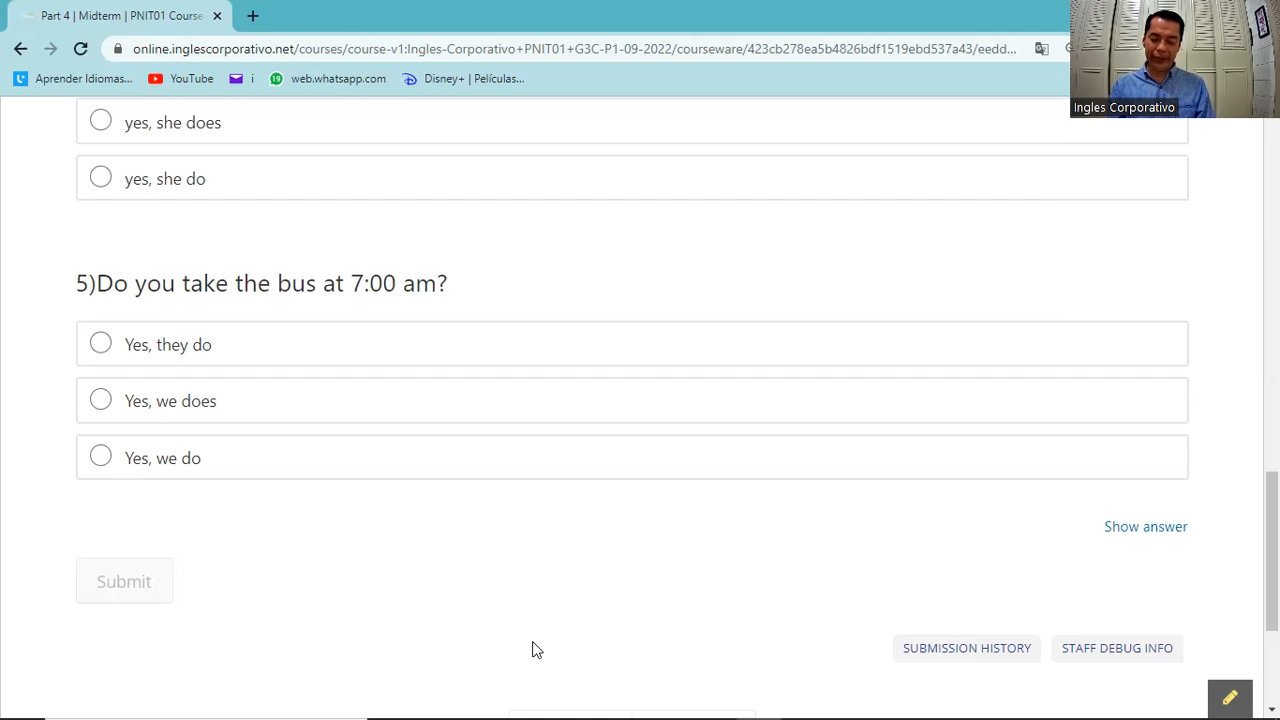 Part 4 | Midterm | PNIT01 Course
online.inglescorporativo.net/courses/course-v1:Ingles-Corporativo+PNIT01+G3C-P1-09-2022/courseware/423cb278ea5b4826bdf1519ebd537a43/eedd...
Aprender Idiomas... YouTube i 19 web.whatsapp.com Disney+ | Películas...
Ingles Corporativo
yes, she does
yes, she do
5)Do you take the bus at 7:00 am?
Yes, they do
Yes, we does
Yes, we do
Show answer
Submit
SUBMISSION HISTORY STAFF DEBUG INFO